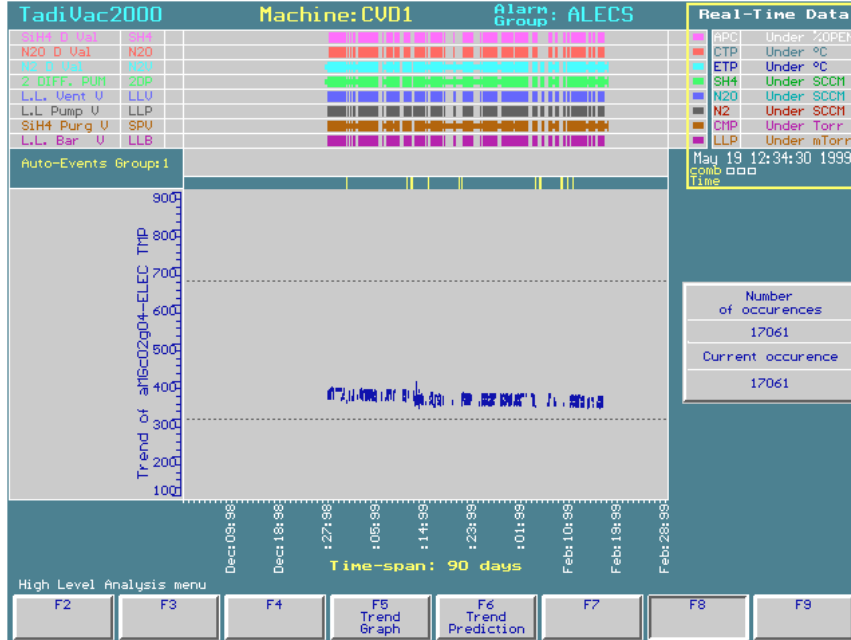 TadiVac2000 Machine:CVD1 Alarm Group: ALECS
SiH4 D Val SH4
N2O D Val N2O
N2 D Val N2V
2 DIFF. PUM 2DP
L.L. Vent V LLV
L.L Pump V LLP
SiH4 Purg V SPV
L.L. Bar V LLB
Auto-Events Group:1
Real-Time Data
APC Under %OPEN
CTP Under °C
ETP Under °C
SH4 Under SCCM
N2O Under SCCM
N2 Under SCCM
CMP Under Torr
LLP Under mTorr
May 19 12:34:30 1999
comb
Time
Trend of aMGc02g04-ELEC TMP
900
800
700
600
500
400
300
200
100
Number
of occurences
17061
Current occurence
17061
Dec:09:98
Dec:18:98
:27:98
:05:99
:14:99
:23:99
:01:99
Feb:10:99
Feb:19:99
Feb:28:99
Time-span: 90 days
High Level Analysis menu
F2
F3
F4
F5
Trend
Graph
F6
Trend
Prediction
F7
F8
F9